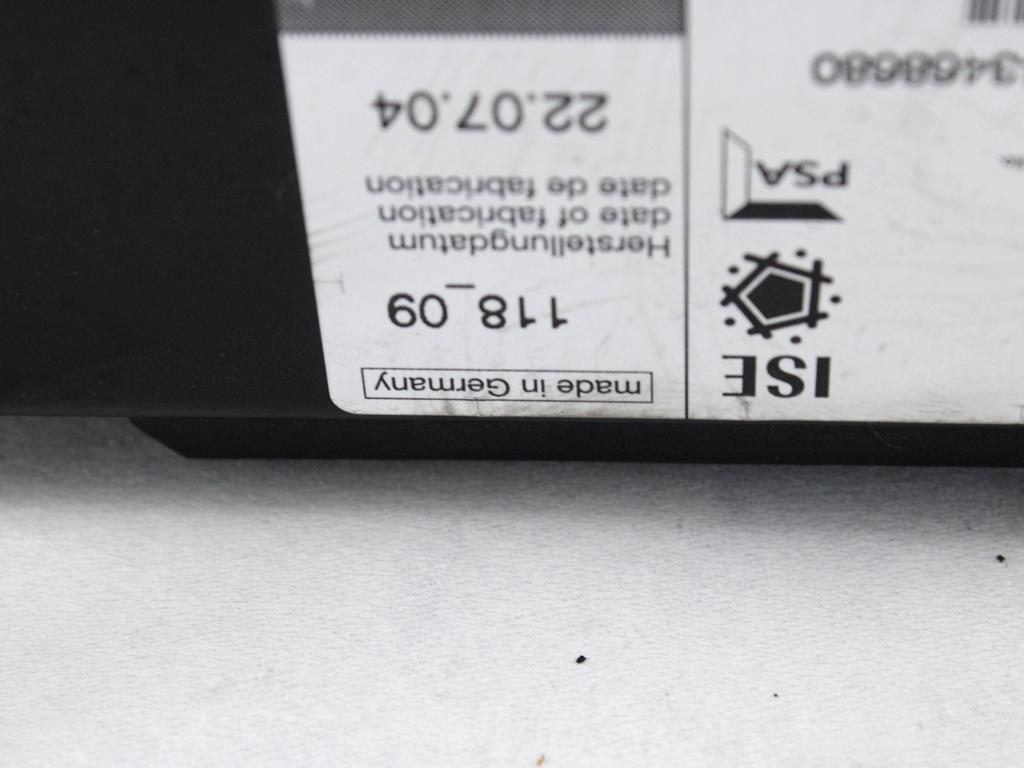 ISE
PSA
made in Germany
118_09
Herstellungdatum
date of fabrication
date de fabrication
22.07.04